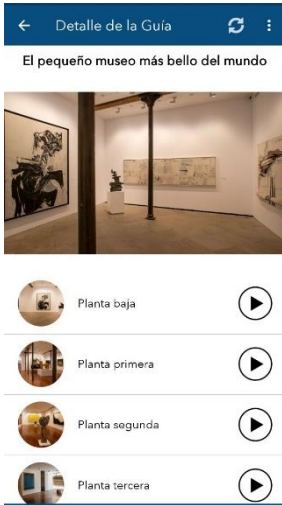 Detalle de la Guía
El pequeño museo más bello del mundo
Planta baja
Planta primera
Planta segunda
Planta tercera